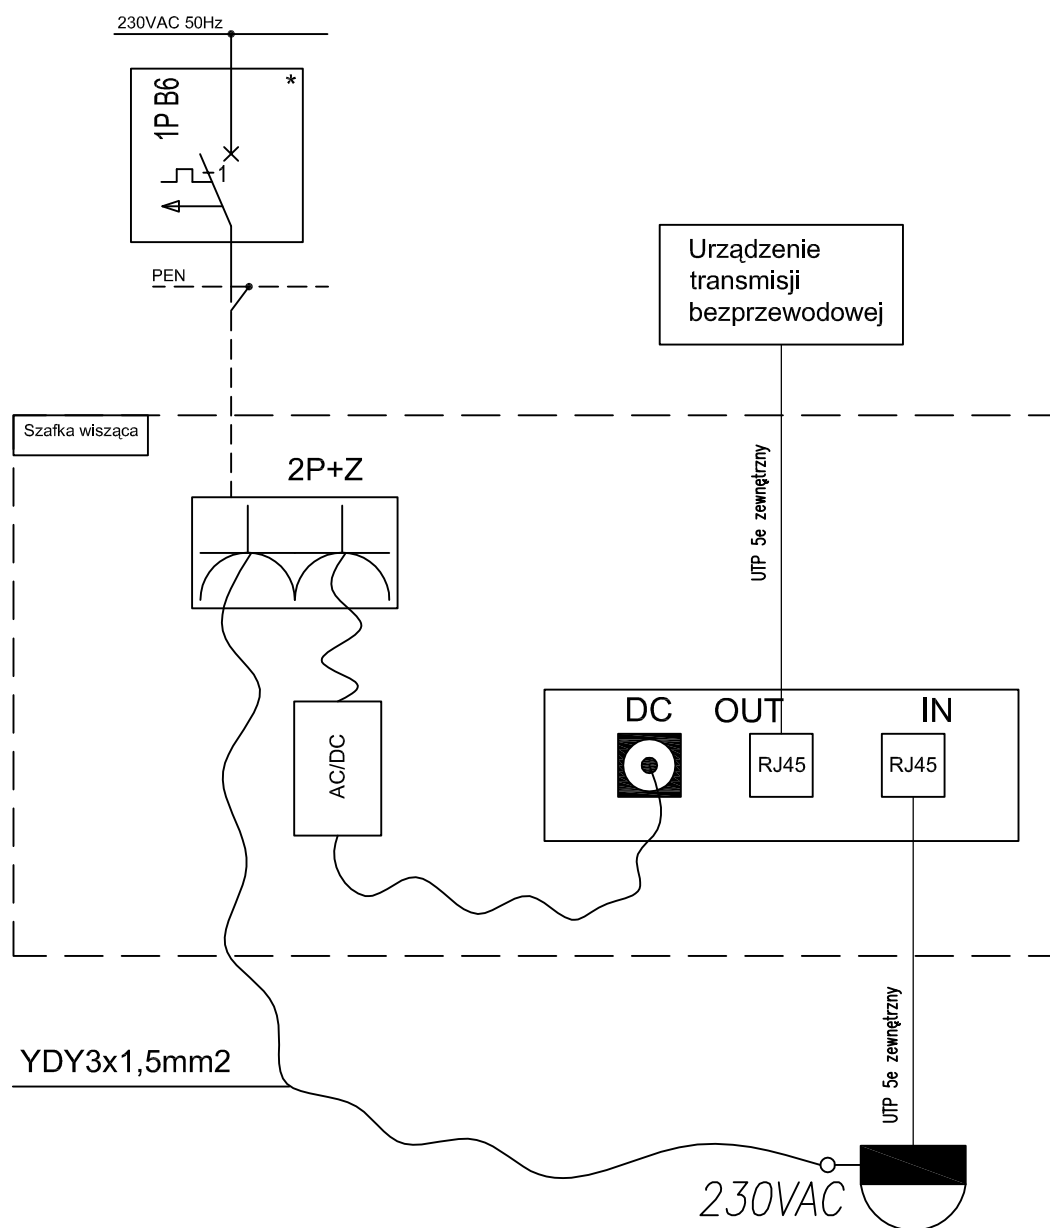 230VAC 50Hz
1P B6
*
-1
PEN
Urządzenie
transmisji
bezprzewodowej
Szafka wisząca
2P+Z
UTP 5e zewnętrzny
DC
OUT
IN
AC/DC
RJ45
RJ45
UTP 5e zewnętrzny
YDY3x1,5mm2
230VAC